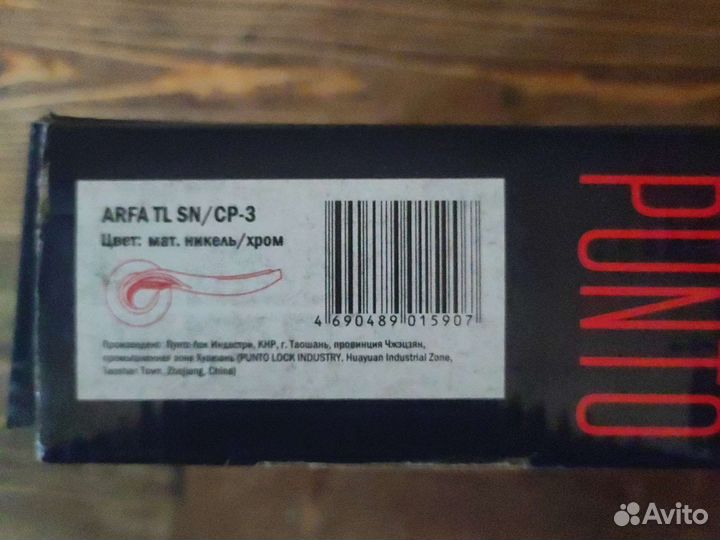 ARFA TL SN/CP-3
Цвет: мат. никель/хром
4 690489 015907
Произведено: Пунто Лок Индастри, КНР, г. Таошань, провинция Чжэцзян,
промышленная зона Хуаюань (PUNTO LOCK INDUSTRY, Huayuan Industrial Zone,
Taoshan Town, Zhejiang, China)
PUNTO
Avito